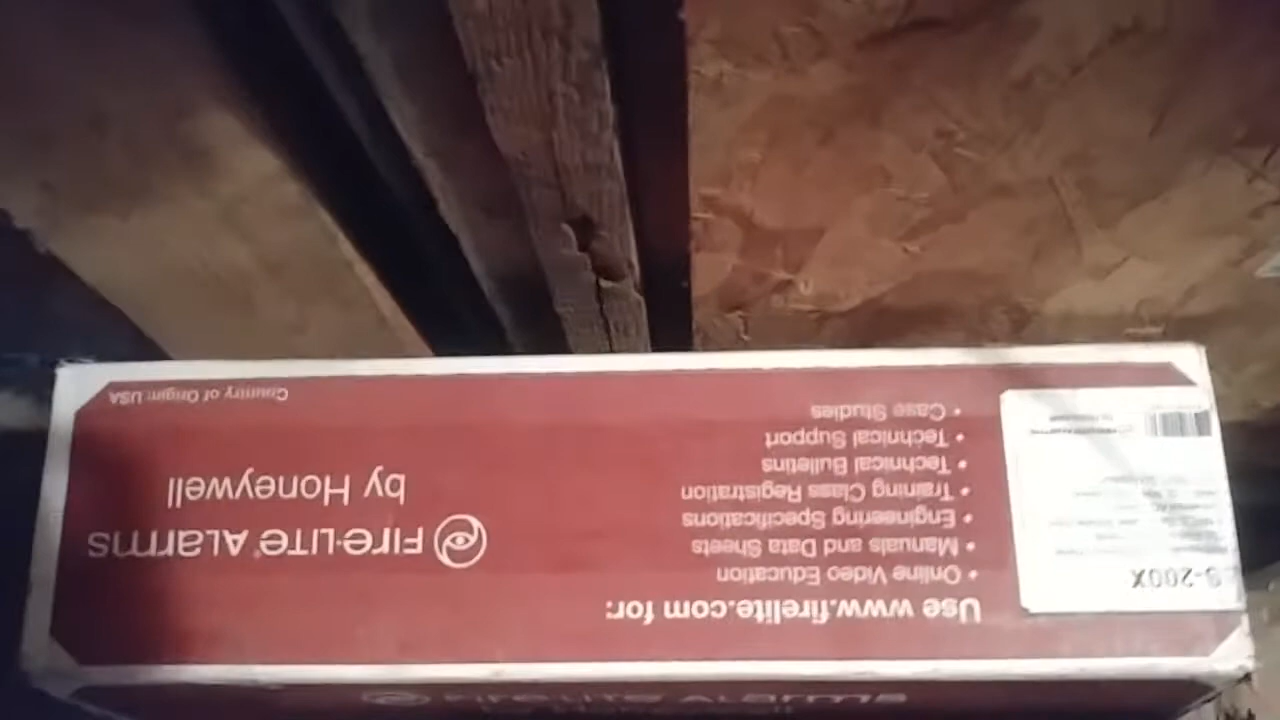 Use www.firelite.com for:
• Online Video Education
• Manuals and Data Sheets
• Engineering Specifications
• Training Class Registration
• Technical Bulletins
• Technical Support
• Case Studies
FIRE·LITE ALARMS
by Honeywell
Country of Origin: USA
S-200X